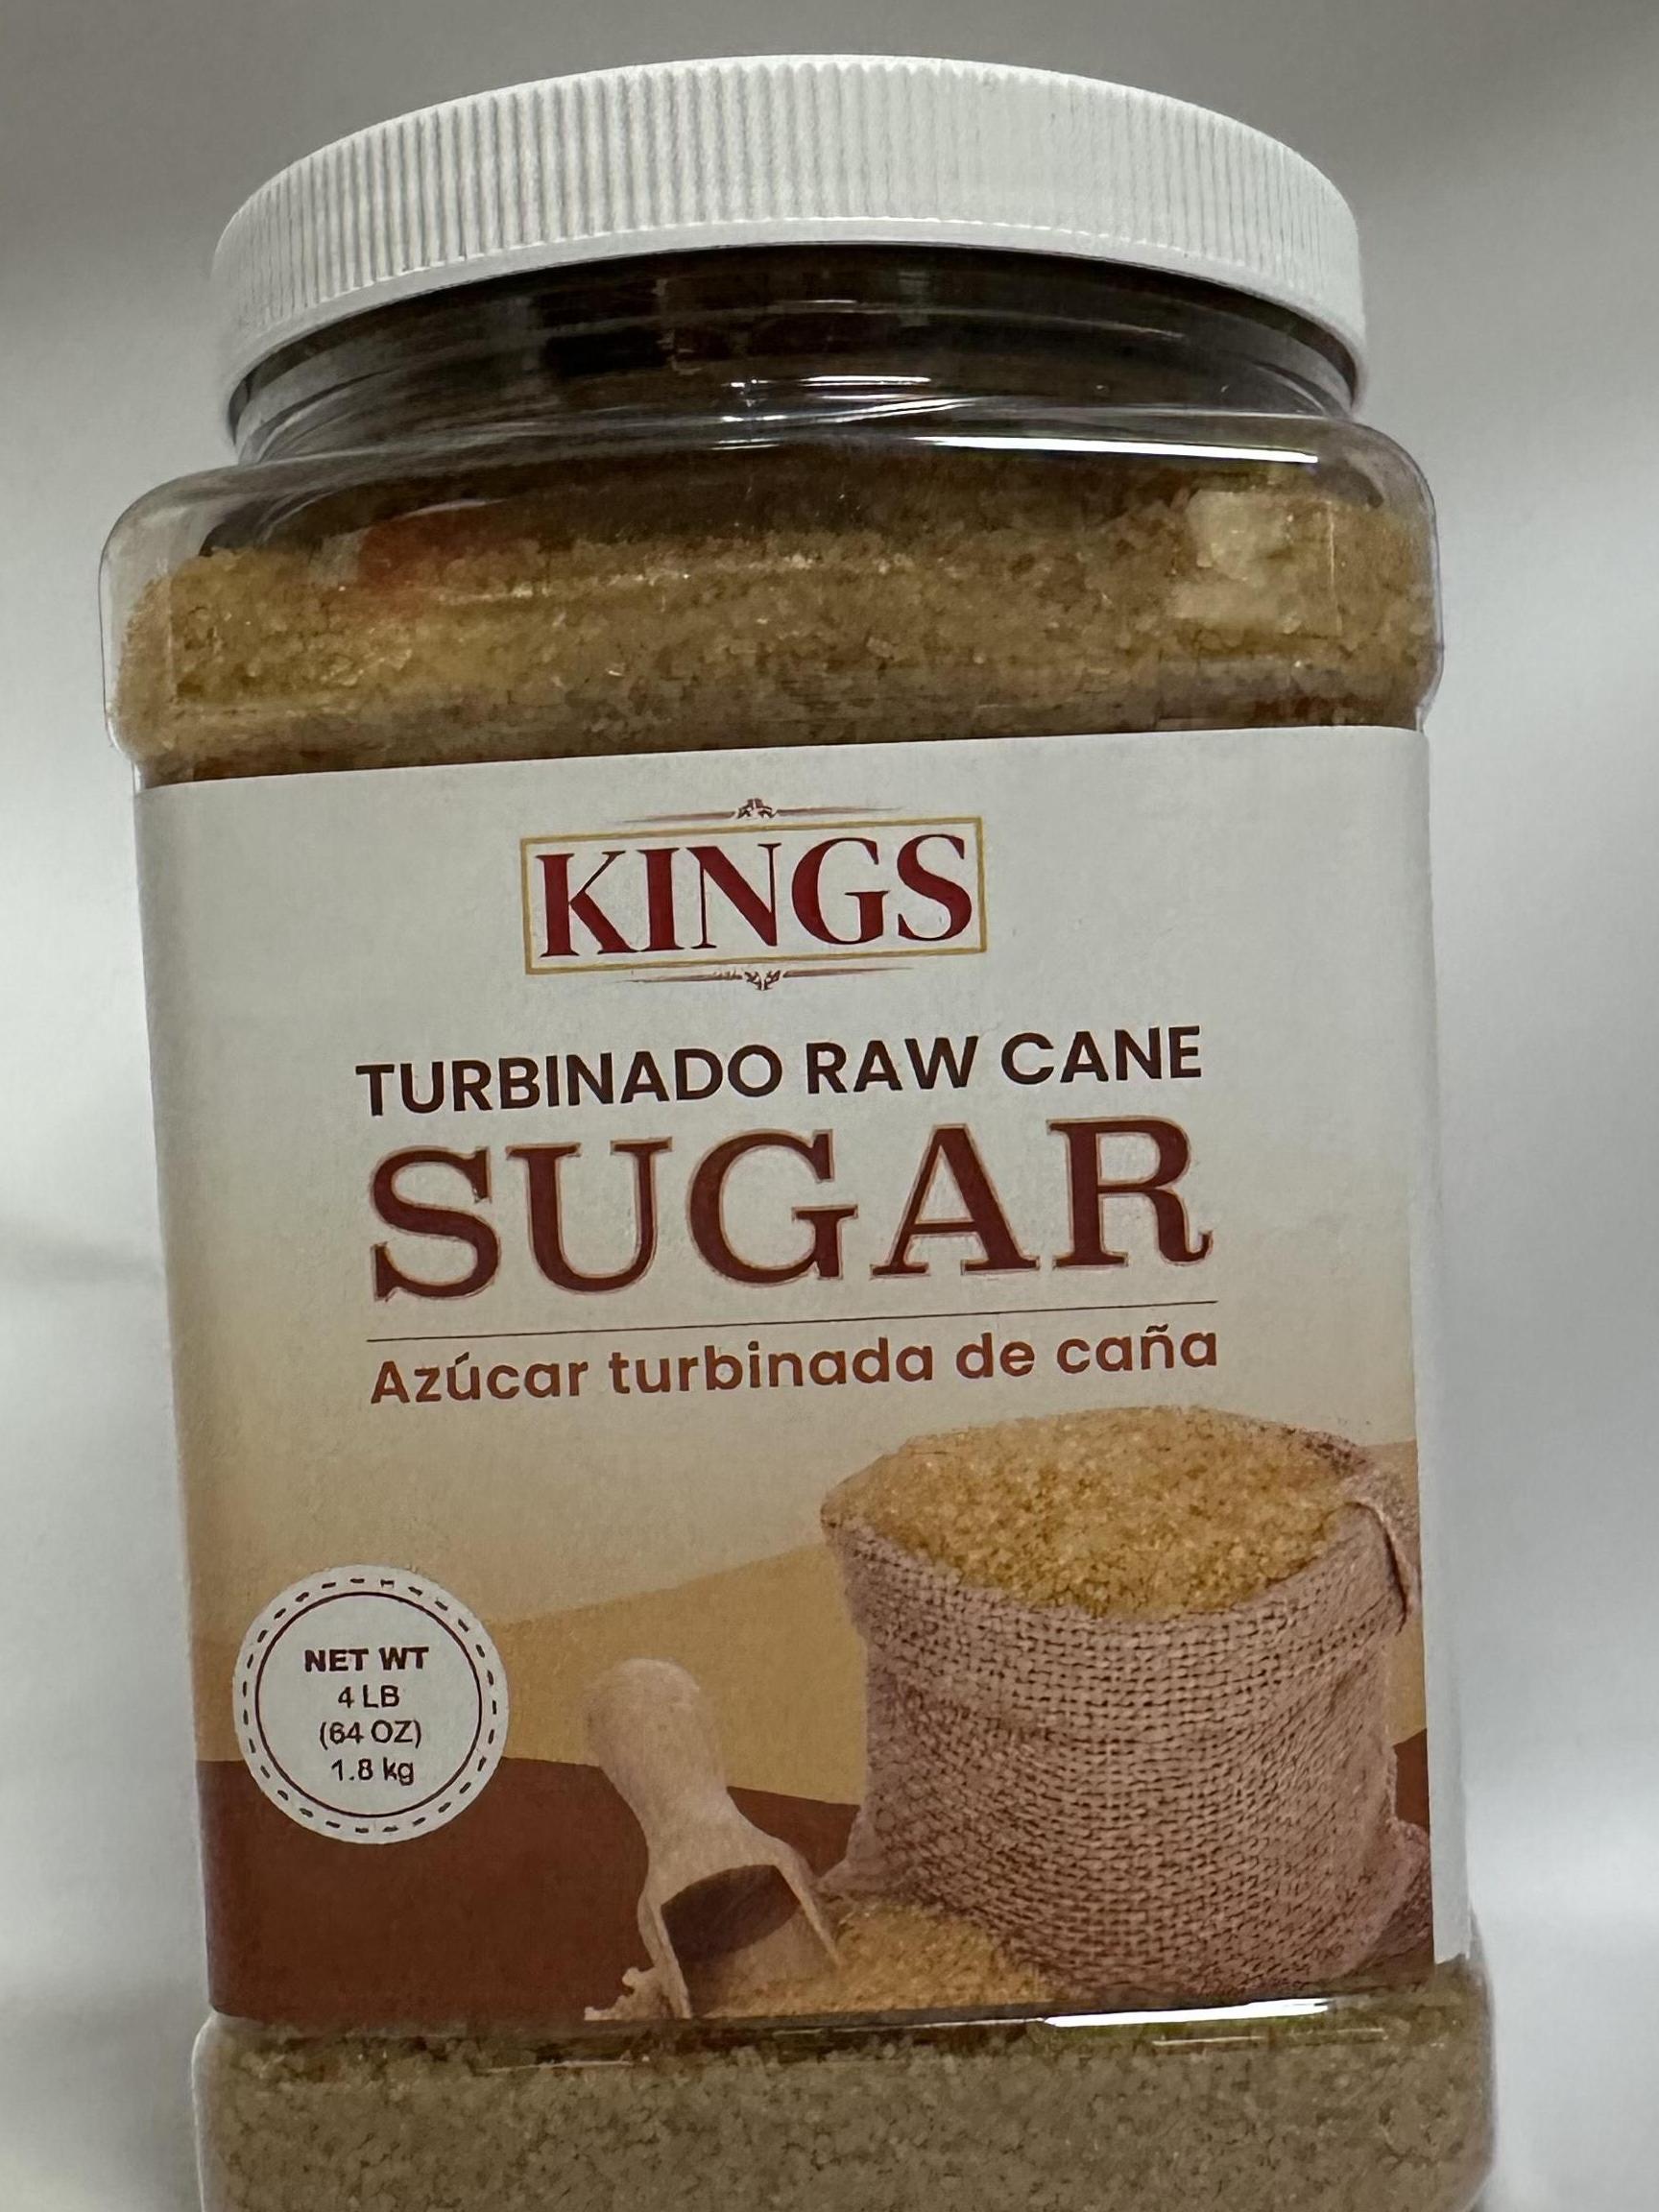 KINGS
TURBINADO RAW CANE
SUGAR
Azúcar turbinada de caña
NET WT
4 LB
(64 OZ)
1.8 kg